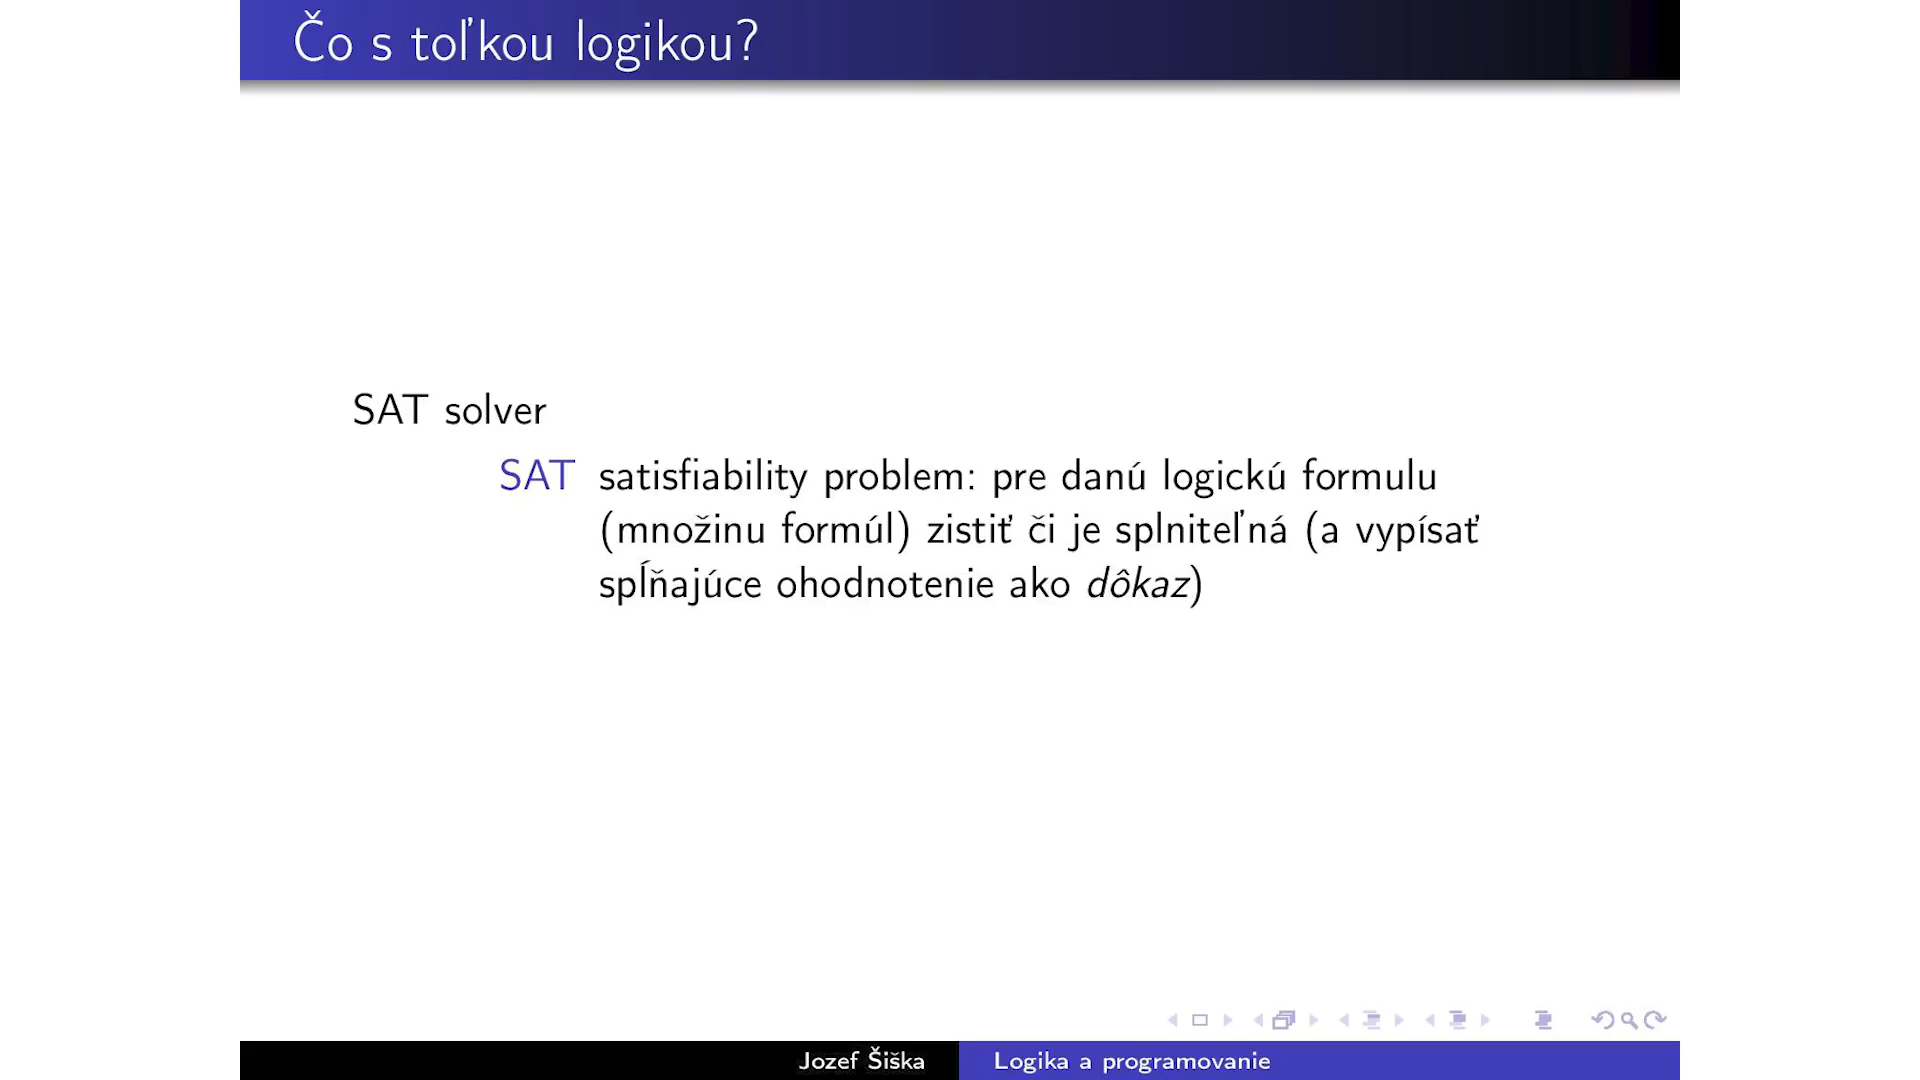 Čo s toľkou logikou?
SAT solver
SAT satisfiability problem: pre danú logickú formulu
(množinu formúl) zistiť či je splniteľná (a vypísať
spĺňajúce ohodnotenie ako dôkaz)
Jozef Šiška Logika a programovanie